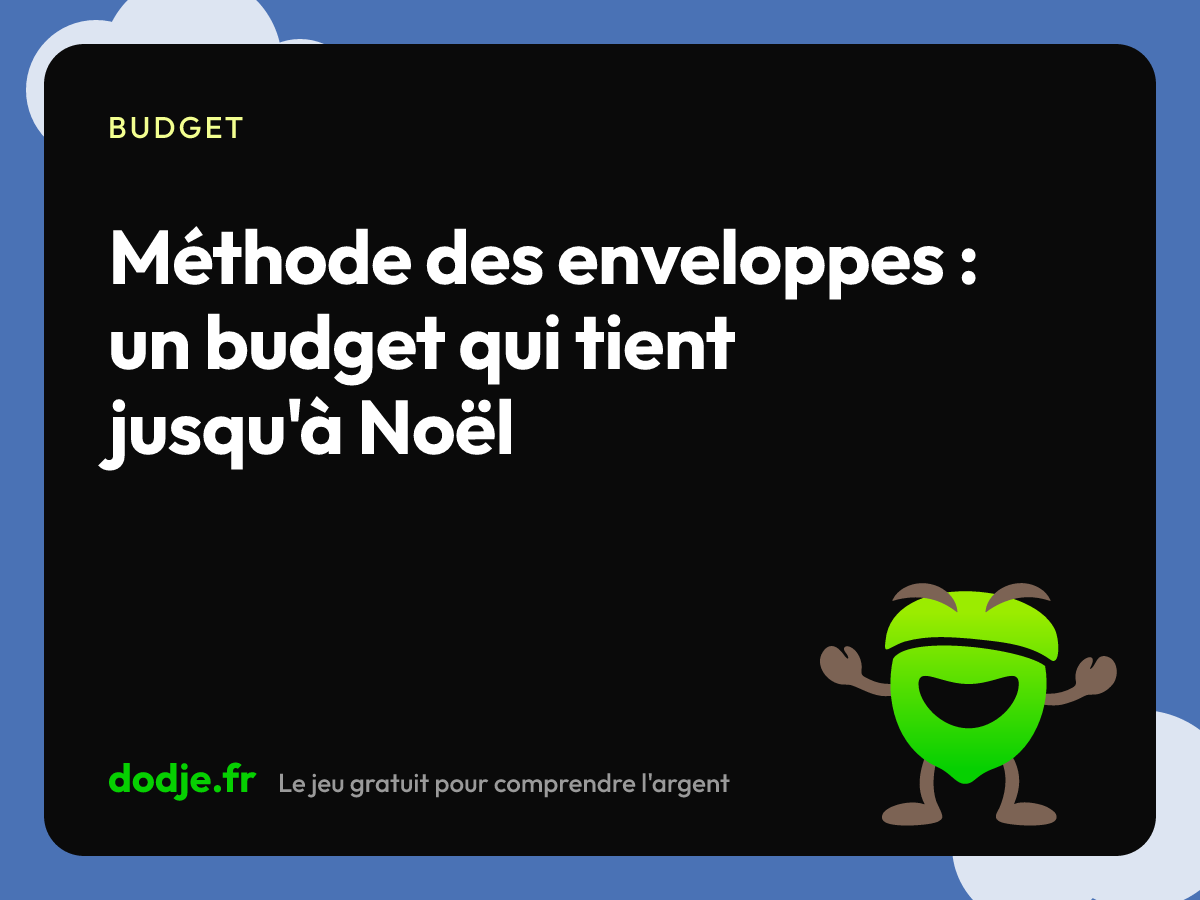 BUDGET
Méthode des enveloppes :
un budget qui tient
jusqu'à Noël
dodje.fr Le jeu gratuit pour comprendre l'argent